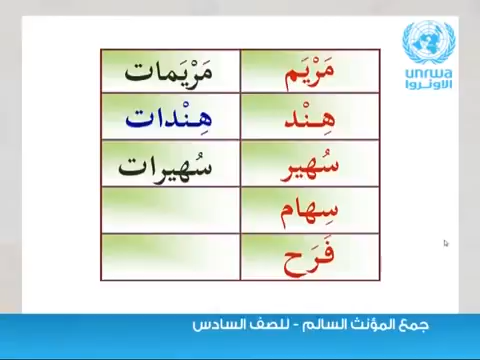 unrwa
الأونروا
مَرْيَم مَرْيَمات
هِنْد هِنْدات
سُهير سُهيرات
سِهام
فَرَح
جمع المؤنث السالم - للصف السادس